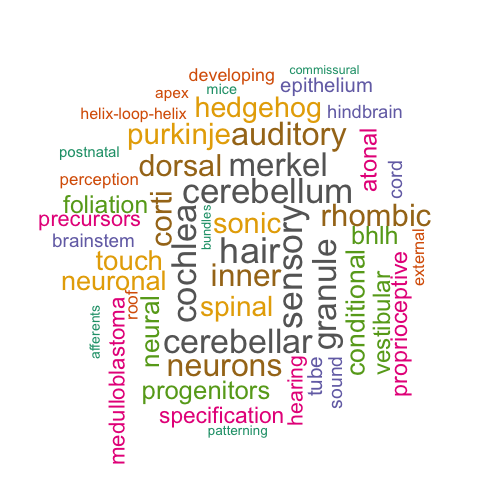 commissural
developing
mice
epithelium
apex
hedgehog
helix-loop-helix
hindbrain
purkinje
auditory
atonal
postnatal
dorsal
merkel
perception
cord
cerebellum
foliation
corti
precursors
cochlea
bundles
sonic
sensory
rhombic
brainstem
hair
bhlh
external
touch
inner
granule
conditional
vestibular
proprioceptive
neuronal
roof
spinal
afferents
medulloblastoma
neural
cerebellar
neurons
hearing
tube
sound
progenitors
specification
patterning